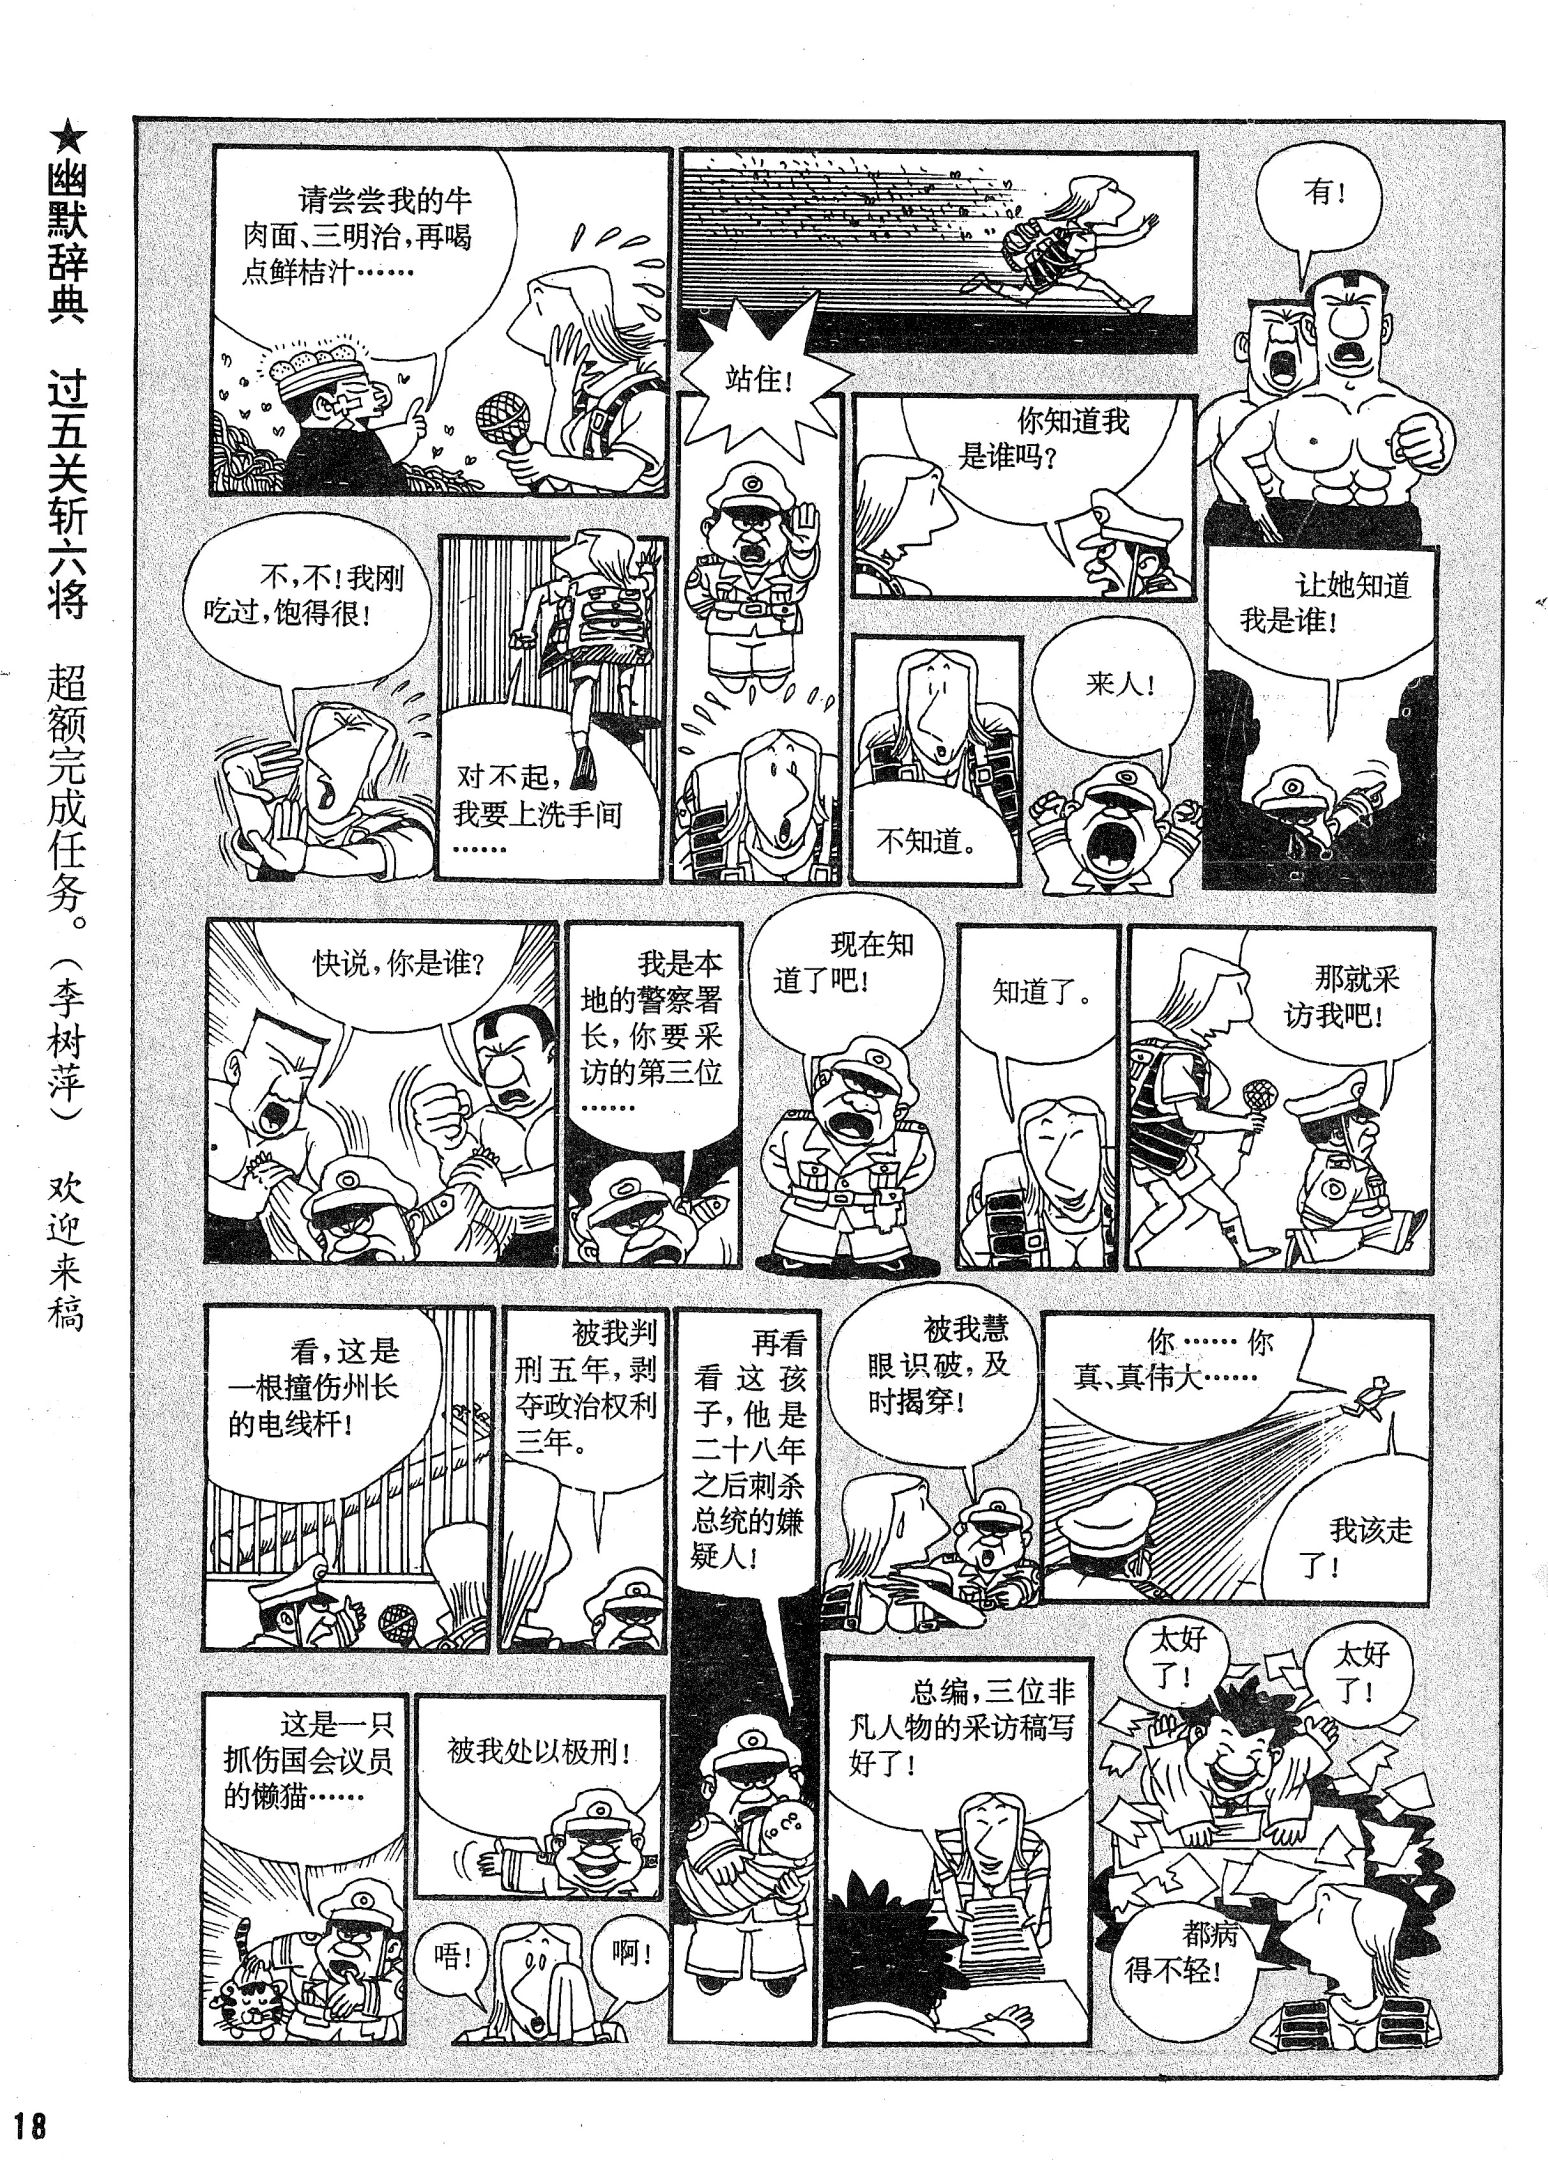 ★幽默辞典 过五关斩六将 超额完成任务。（李树萍） 欢迎来稿
请尝尝我的牛
肉面、三明治，再喝
点鲜桔汁……
不，不！我刚
吃过，饱得很！
对不起，
我要上洗手间
……
站住！
你知道我
是谁吗？
不知道。
来人！
有！
让她知道
我是谁！
快说，你是谁？
我是本
地的警察署
长，你要采
访的第三位
……
现在知
道了吧！
知道了。
那就采
访我吧！
看，这是
一根撞伤州长
的电线杆！
被我判
刑五年，剥
夺政治权利
三年。
这是一只
抓伤国会议员
的懒猫……
被我处以极刑！
唔！
啊！
再看
看这孩
子，他是
二十八年
之后刺杀
总统的嫌
疑人！
被我慧
眼识破，及
时揭穿！
你……你
真、真伟大……
我该走
了！
总编，三位非
凡人物的采访稿写
好了！
太好
了！
太好
了！
都病
得不轻！
18